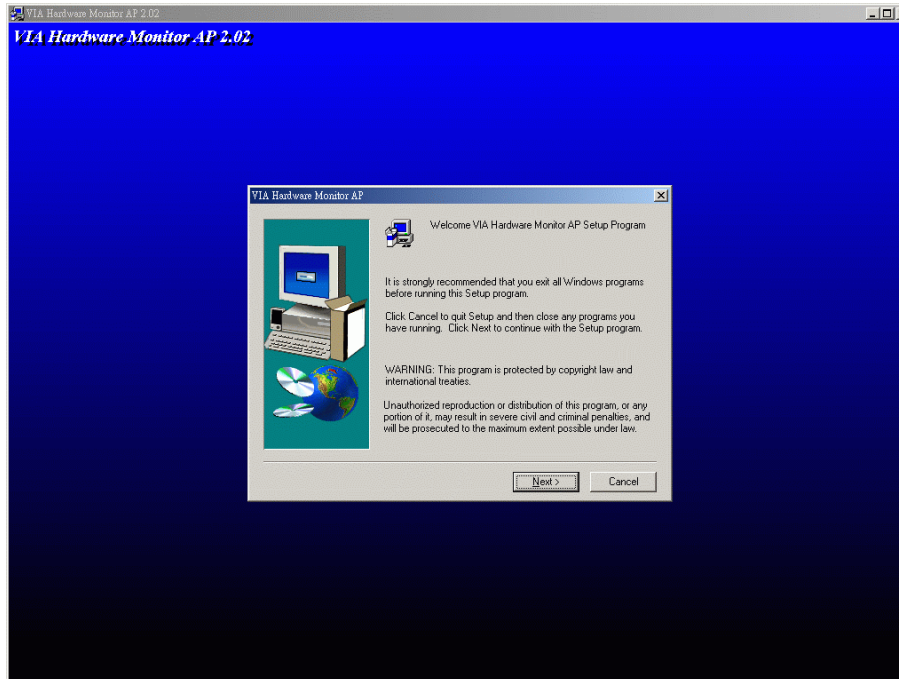 VIA Hardware Monitor AP 2.02
VIA Hardware Monitor AP 2.02
VIA Hardware Monitor AP
Welcome VIA Hardware Monitor AP Setup Program
It is strongly recommended that you exit all Windows programs
before running this Setup program.
Click Cancel to quit Setup and then close any programs you
have running. Click Next to continue with the Setup program.
WARNING: This program is protected by copyright law and
international treaties.
Unauthorized reproduction or distribution of this program, or any
portion of it, may result in severe civil and criminal penalties, and
will be prosecuted to the maximum extent possible under law.
Next >
Cancel